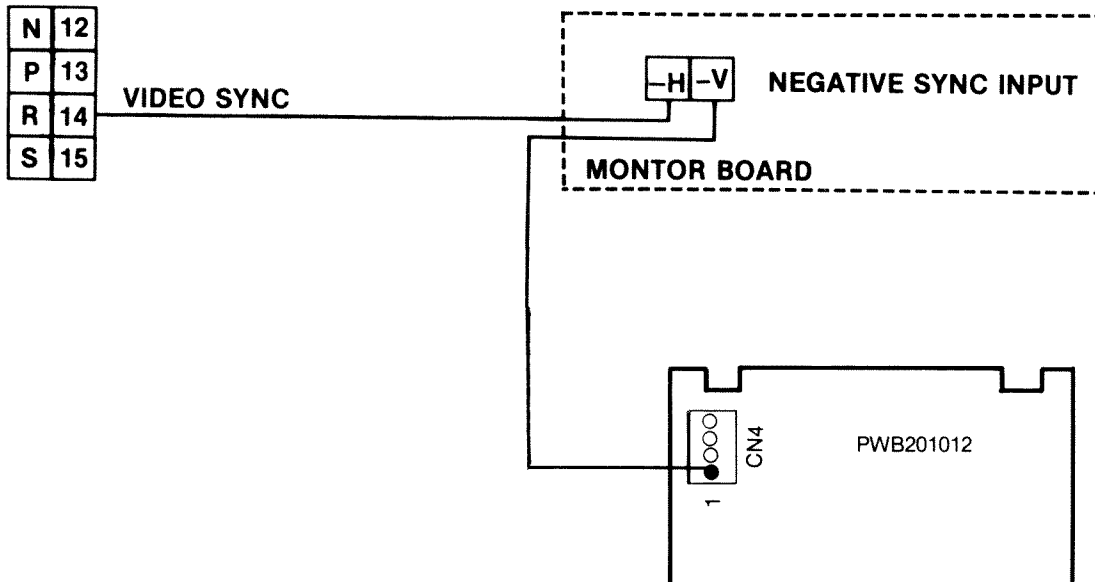 N 12
P 13
R 14
S 15
VIDEO SYNC
–H –V
NEGATIVE SYNC INPUT
MONTOR BOARD
CN4
1
PWB201012